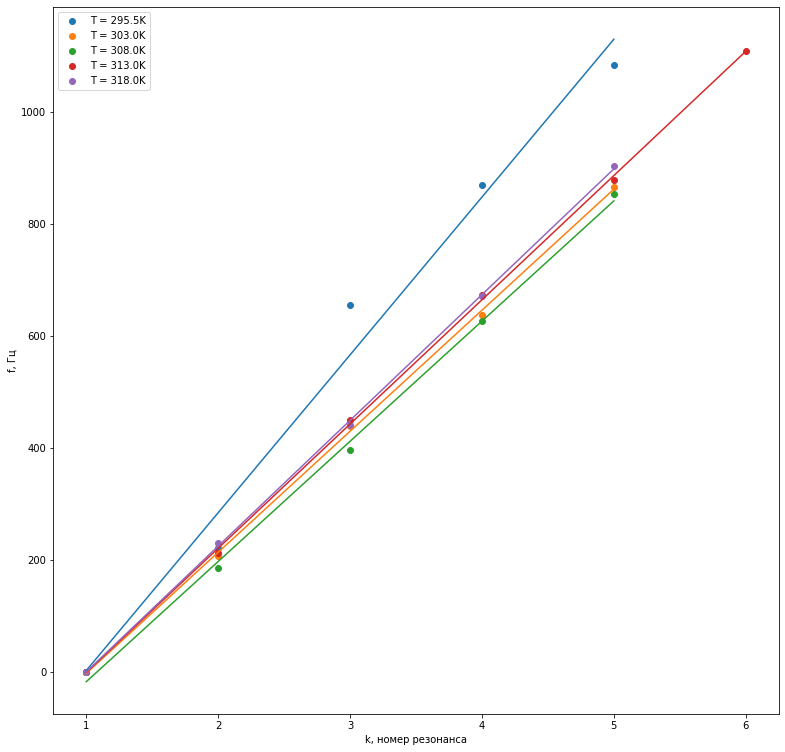 T = 295.5K
T = 303.0K
T = 308.0K
T = 313.0K
T = 318.0K
1000
800
600
400
200
0
f, Гц
1 2 3 4 5 6
k, номер резонанса